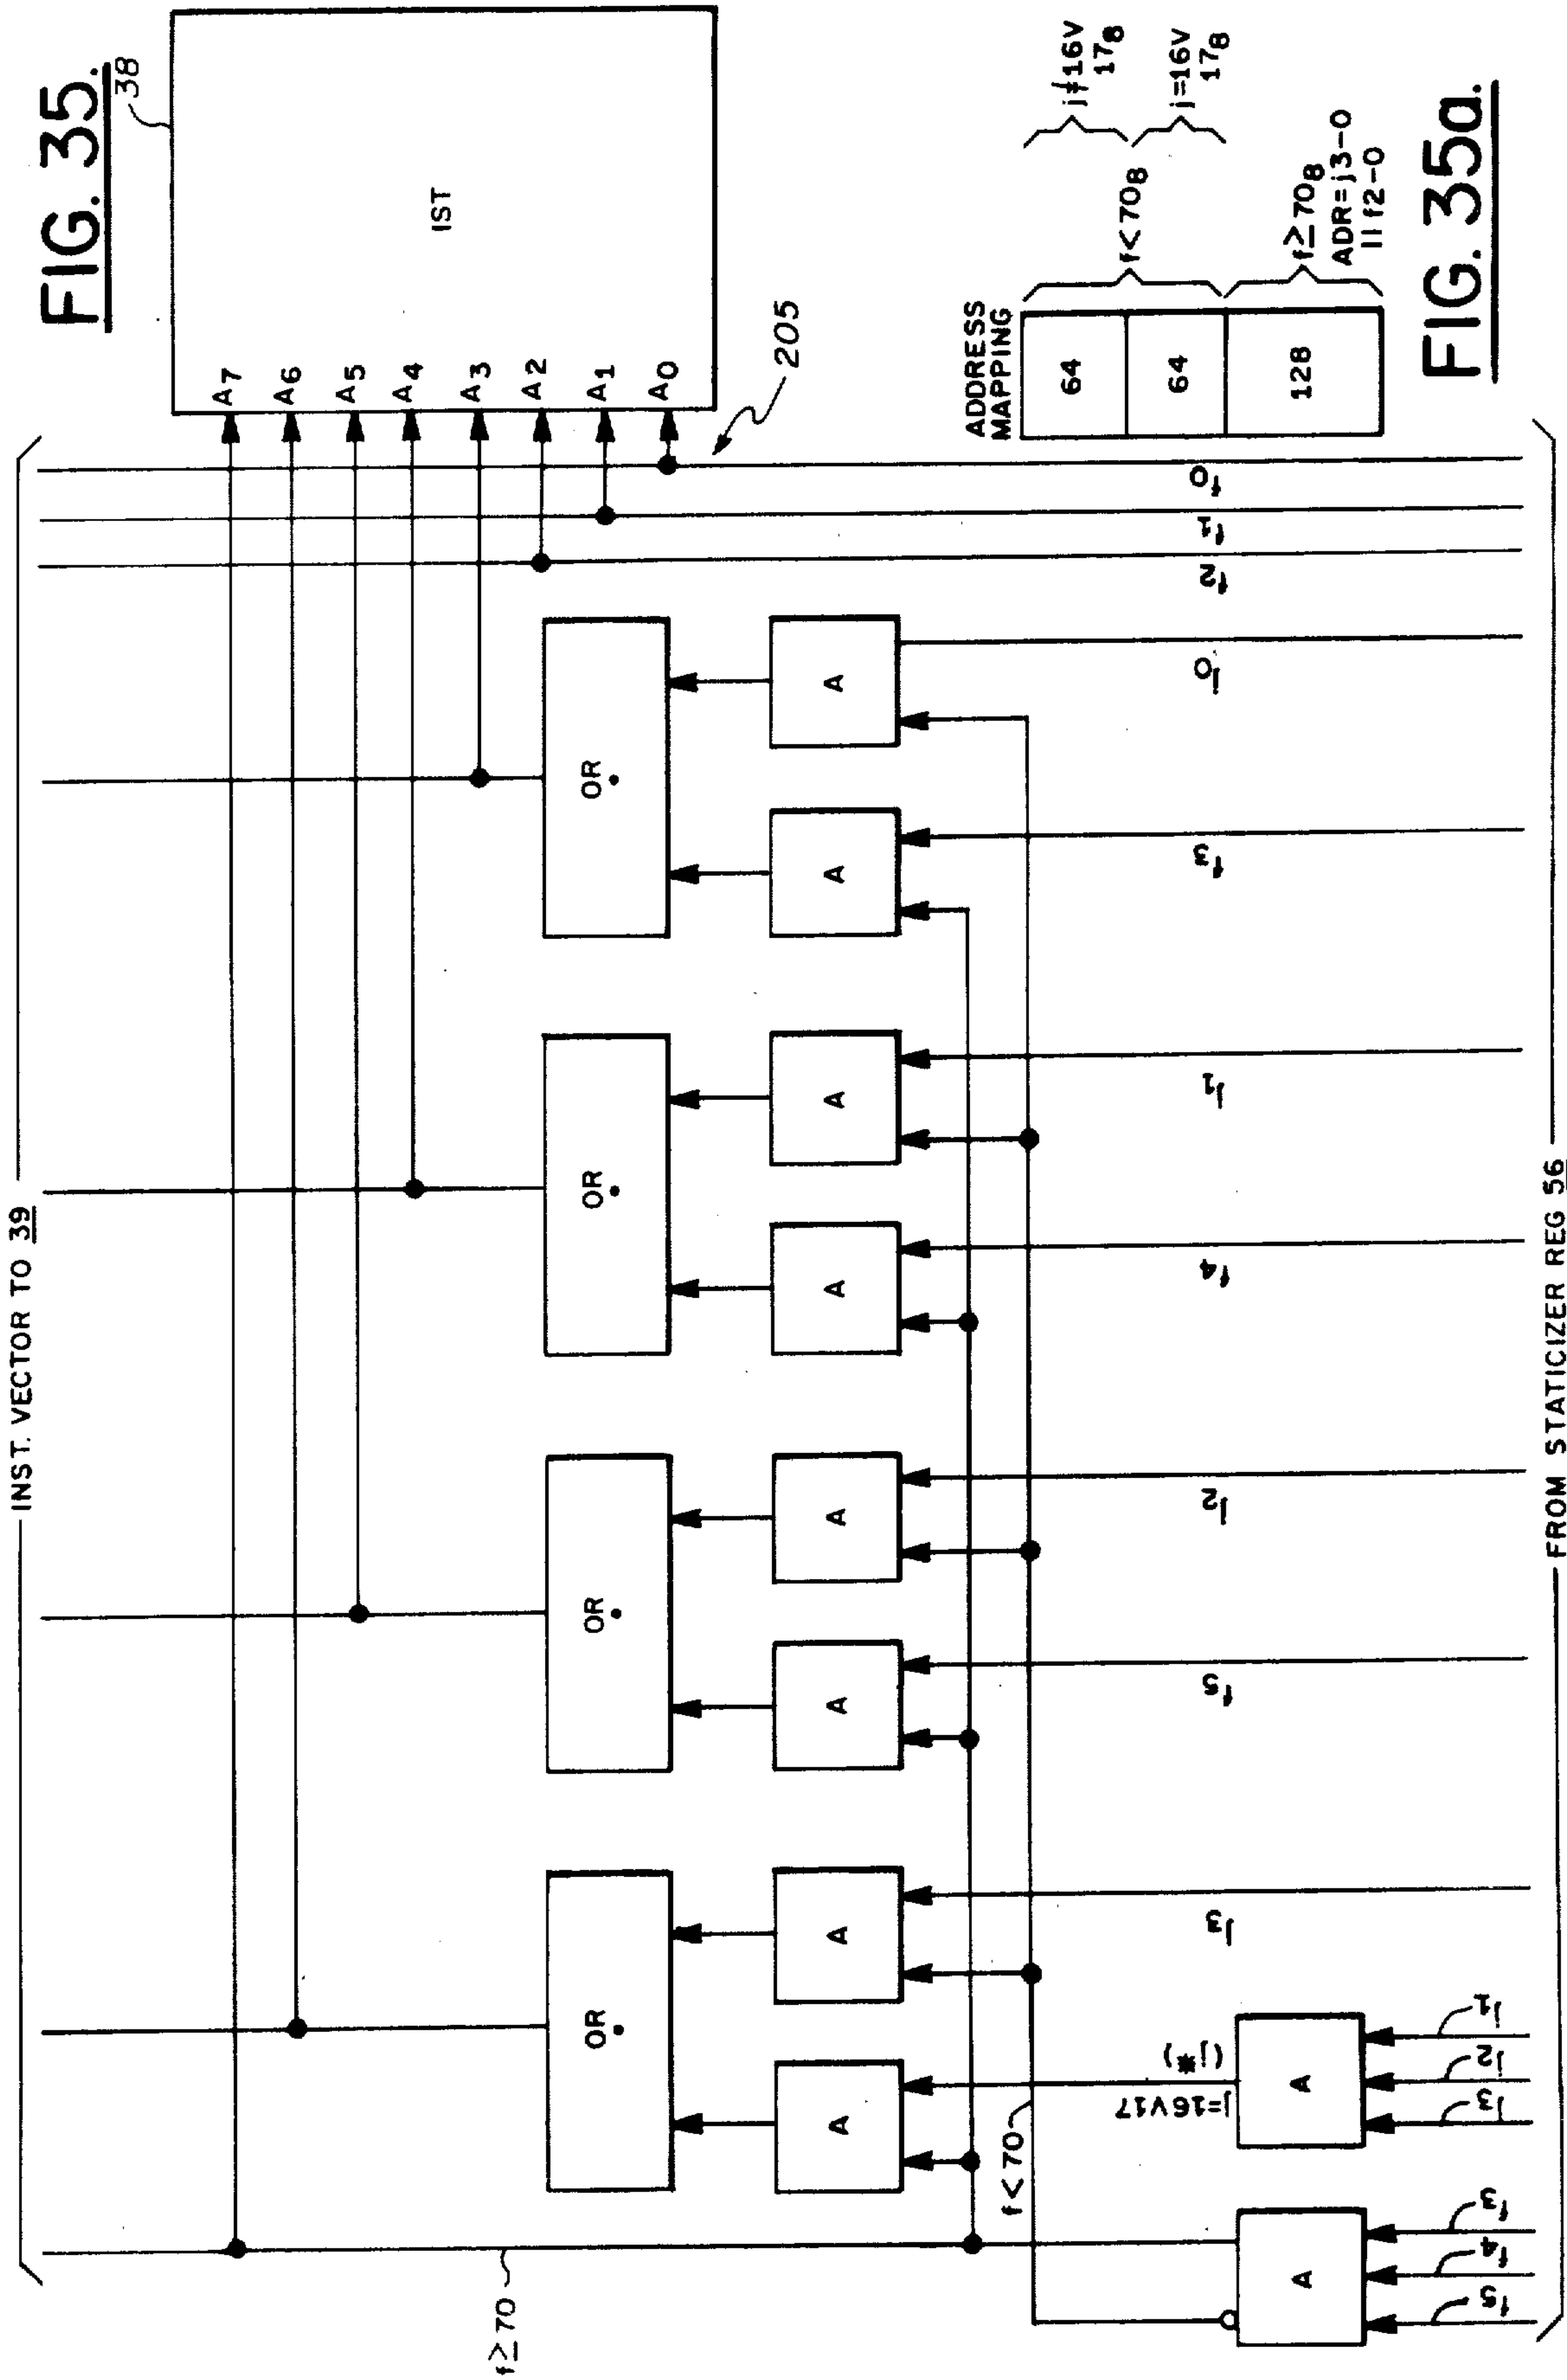 FIG. 35.
38
IST
A7
A6
A5
A4
A3
A2
A1
A0
205
INST. VECTOR TO 39
OR
OR
OR
OR
A
A
A
A
A
A
A
A
f≥70
f<70
j=16V17
(j*)
j3
f5
j2
f4
j1
f3
j0
f2
f1
f0
A
A
f5
f4
f3
j3
j2
j1
FROM STATICIZER REG 56
ADDRESS
MAPPING
64
64
128
f<708
j≠16V
178
j=16V
178
f≥708
ADR=j3-0
11 f2-0
FIG. 35a.